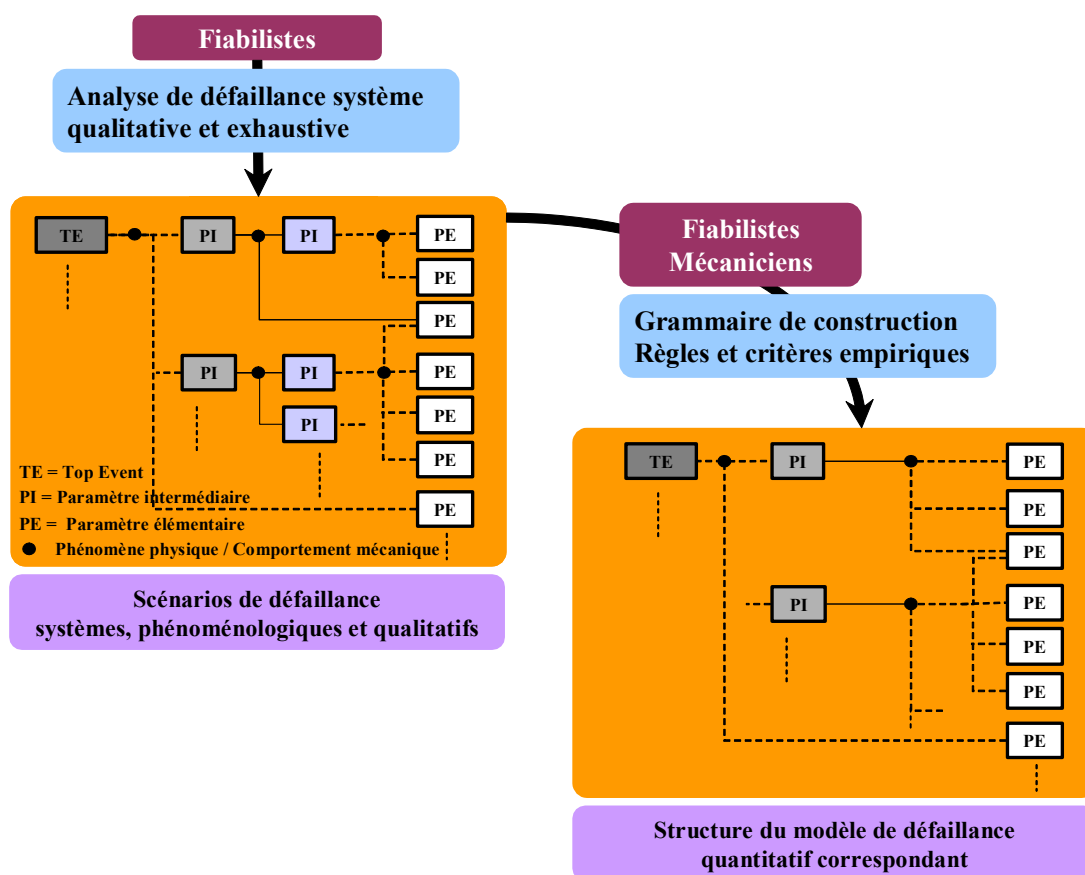 Fiabilistes
Analyse de défaillance système
qualitative et exhaustive
TE
PI
PI
PE
PE
PE
PI
PI
PE
PI
PE
PE
TE = Top Event
PI = Paramètre intermédiaire
PE
PE = Paramètre élémentaire
Phénomène physique / Comportement mécanique
Scénarios de défaillance
systèmes, phénoménologiques et qualitatifs
Fiabilistes
Mécaniciens
Grammaire de construction
Règles et critères empiriques
TE
PI
PE
PE
PE
PI
PE
PE
PE
PE
Structure du modèle de défaillance
quantitatif correspondant